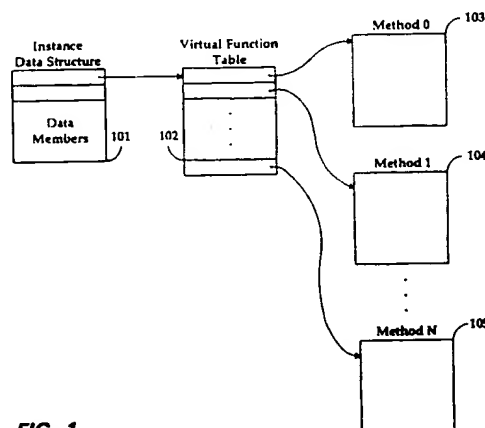 Instance
Data Structure
Data
Members
101
Virtual Function
Table
102
Method 0
103
Method 1
104
Method N
105
FIG. 1